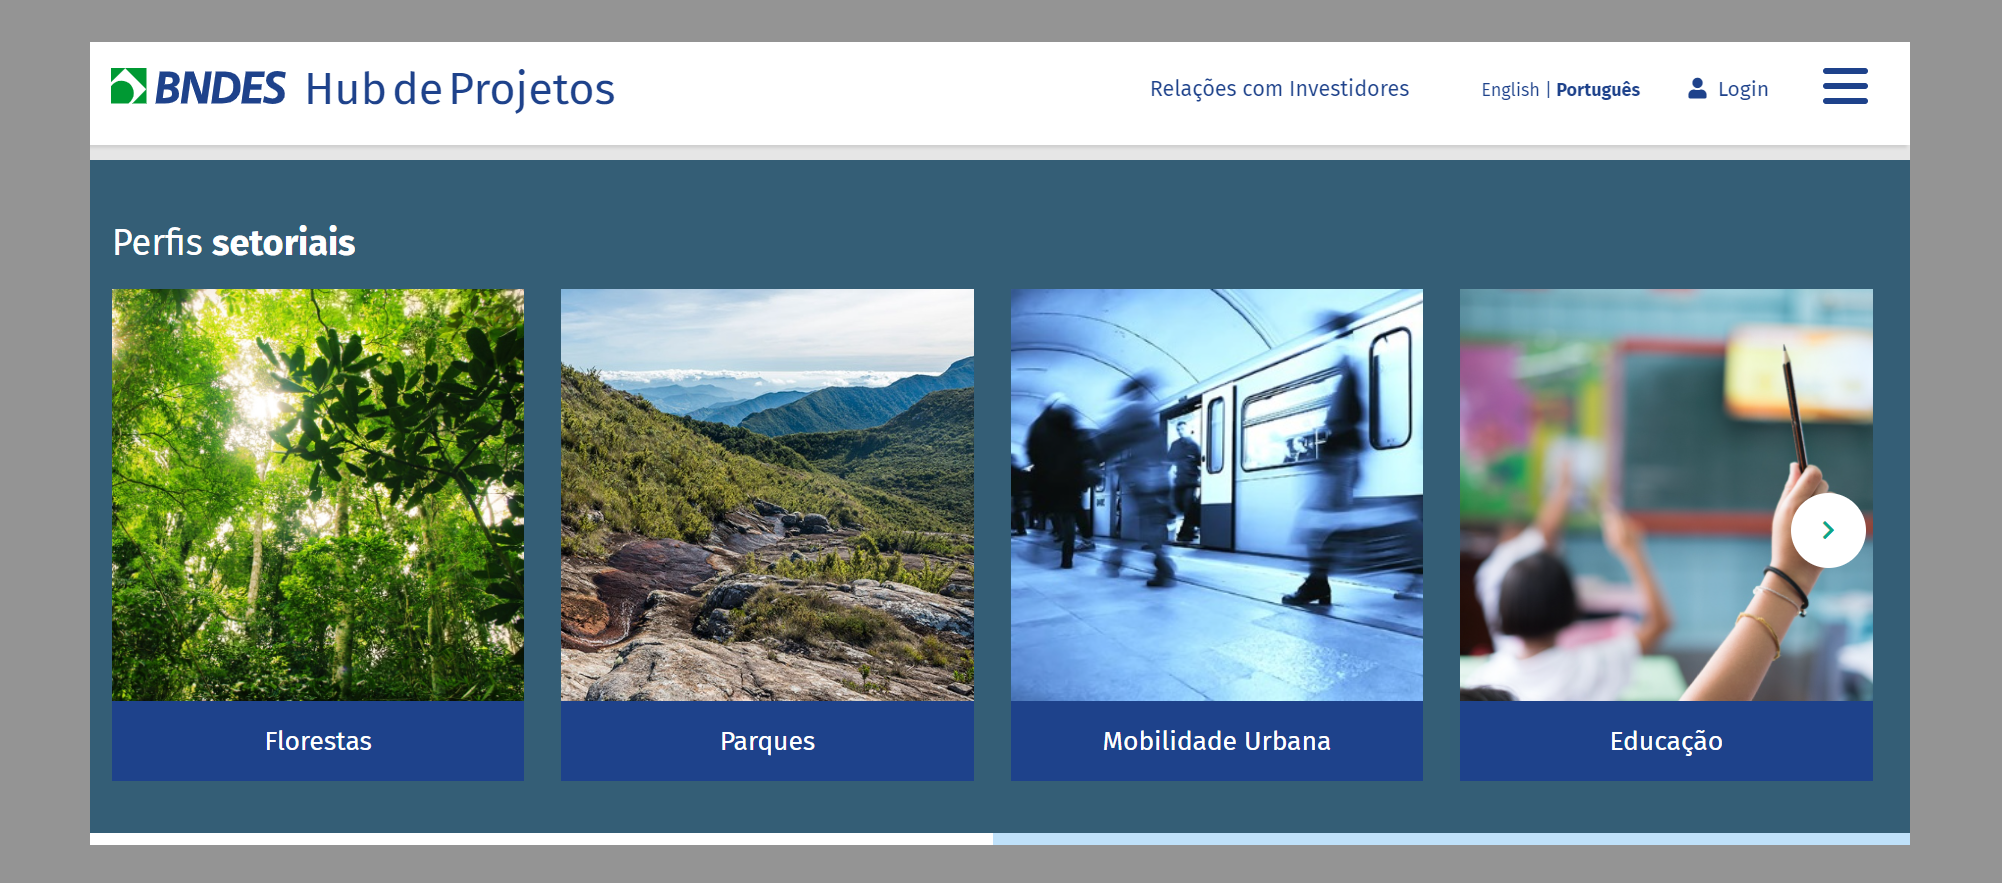 BNDES Hub de Projetos
Relações com Investidores
English | Português
Login
Perfis setoriais
Florestas
Parques
Mobilidade Urbana
Educação